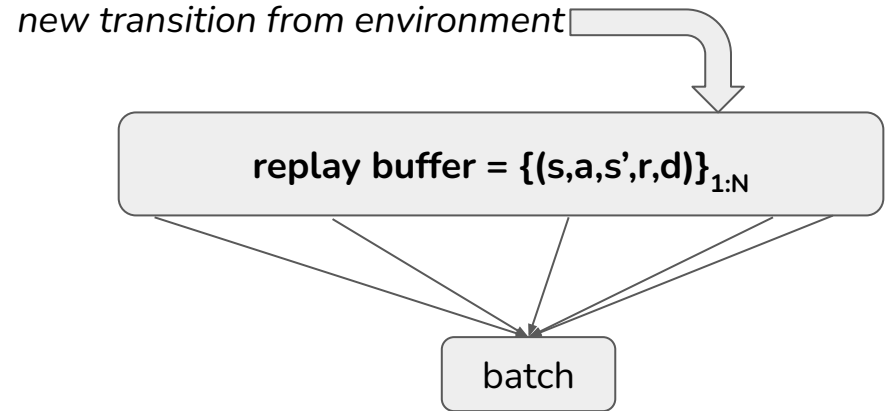 new transition from environment
replay buffer = {(s,a,s’,r,d)}1:N
batch